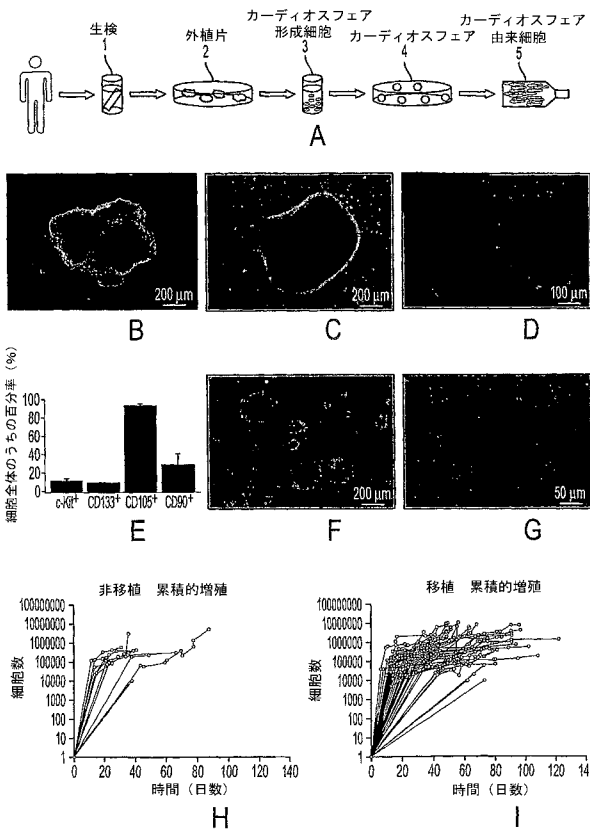 生検
1
外植片
2
カーディオスフェア
形成細胞
3
カーディオスフェア
4
カーディオスフェア
由来細胞
5
A
200 μm
B
200 μm
C
100 μm
D
細胞全体のうちの百分率 (%)
100
80
60
40
20
0
c-Kit+ CD133+ CD105+ CD90+
E
200 μm
F
50 μm
G
非移植 累積的増殖
細胞数
100000000
10000000
1000000
100000
10000
1000
100
10
1
0 20 40 60 80 100 120 140
時間 (日数)
H
移植 累積的増殖
細胞数
100000000
10000000
1000000
100000
10000
1000
100
10
1
0 20 40 60 80 100 120 14
時間 (日数)
I